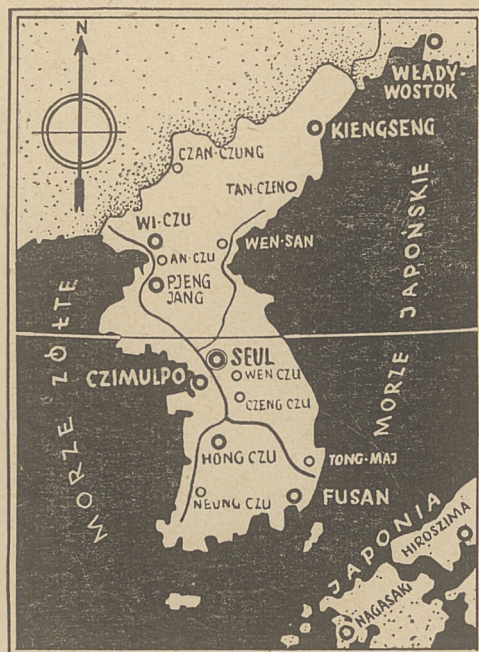 N
WŁADY-
WOSTOK
KIENGSENG
CZAN-CZUNG
TAN-CZEN
WI-CZU
WEN-SAN
AN-CZU
PJENG
JANG
MORZE JAPOŃSKIE
MORZE ŻÓŁTE
SEUL
WEN CZU
CZIMULPO
CZENG CZU
HONG CZU
TONG-MAJ
NEUNG CZU
FUSAN
JAPONIA
HIROSZIMA
NAGASAKI